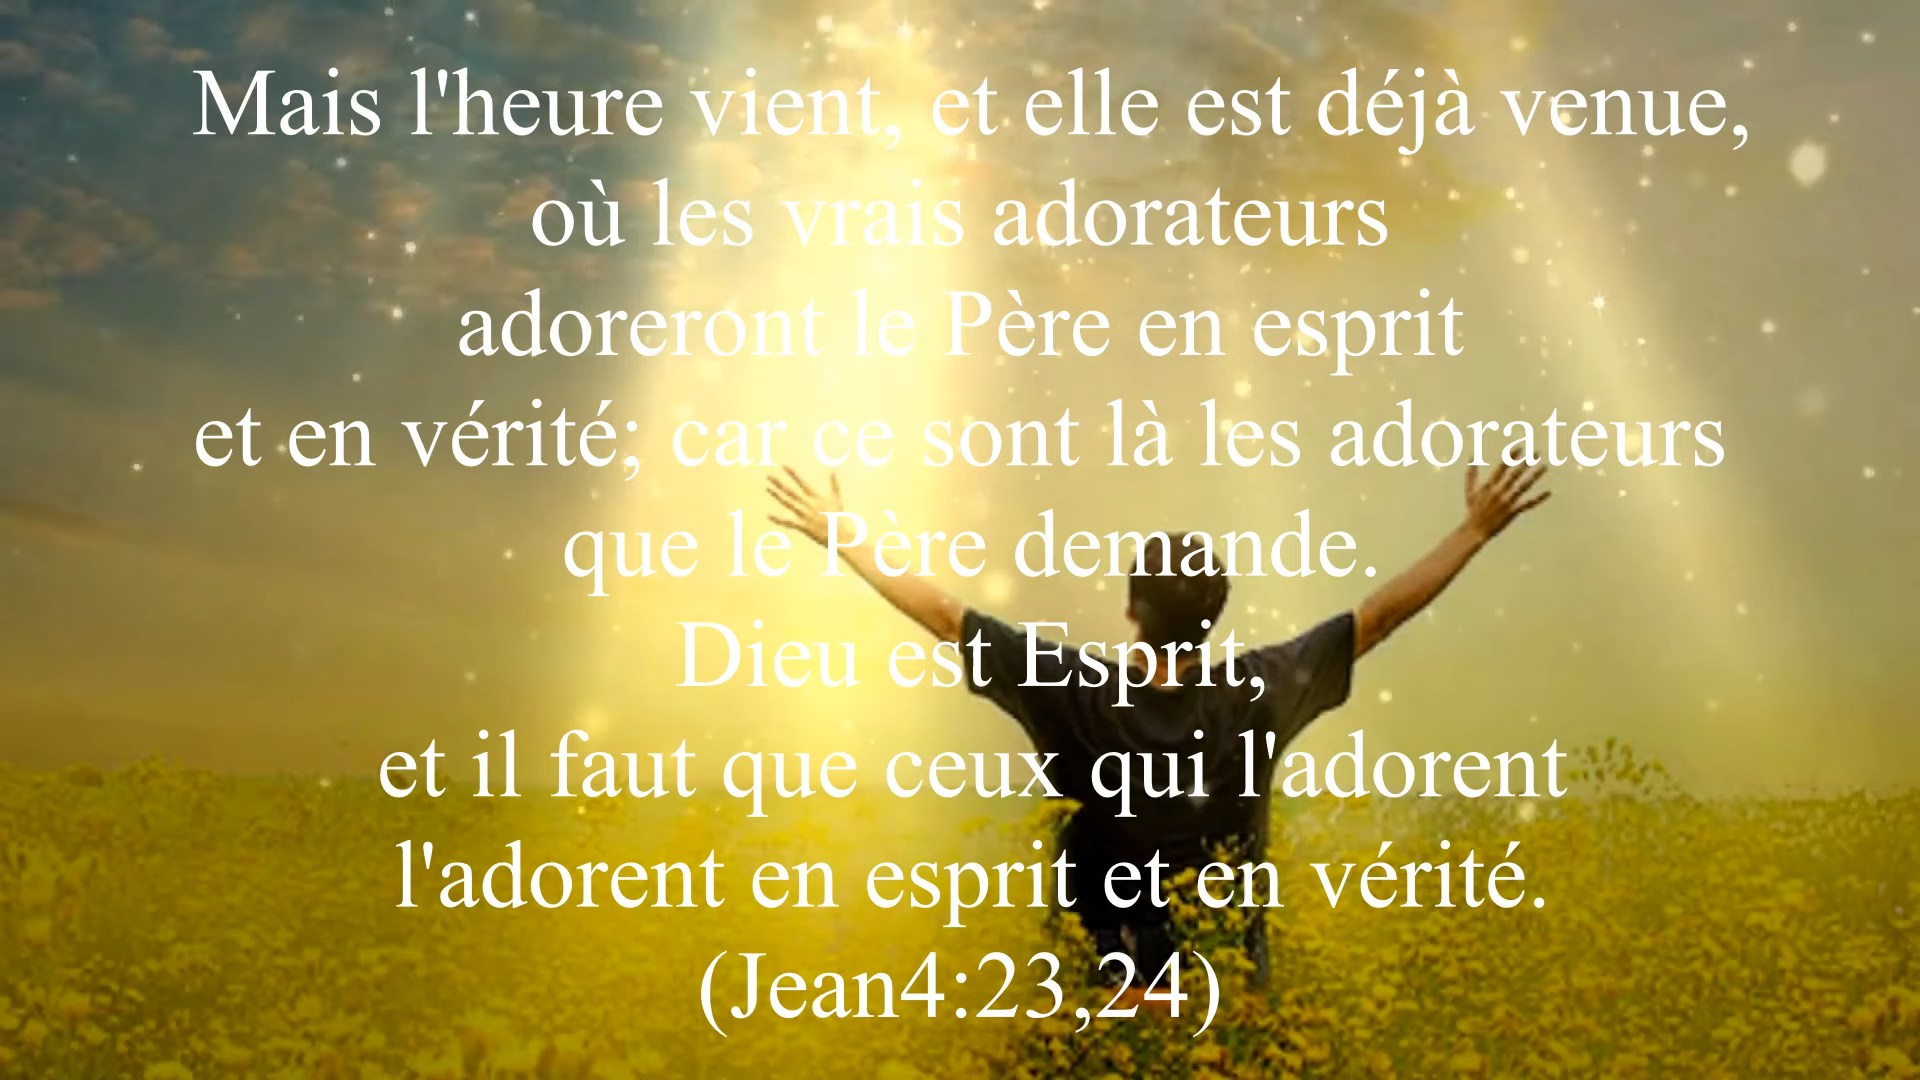 Mais l'heure vient, et elle est déjà venue,
où les vrais adorateurs
adoreront le Père en esprit
et en vérité; car ce sont là les adorateurs
que le Père demande.
Dieu est Esprit,
et il faut que ceux qui l'adorent
l'adorent en esprit et en vérité.
(Jean4:23,24)